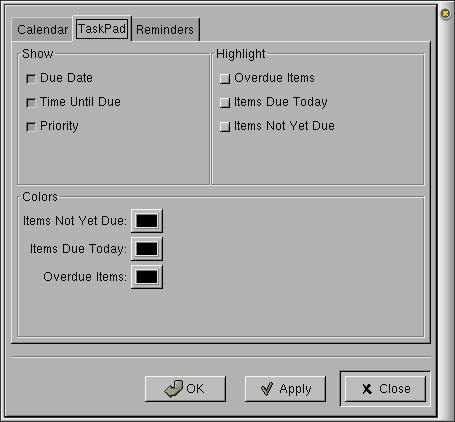 Calendar TaskPad Reminders
Show
Due Date
Time Until Due
Priority
Highlight
Overdue Items
Items Due Today
Items Not Yet Due
Colors
Items Not Yet Due:
Items Due Today:
Overdue Items:
OK Apply Close